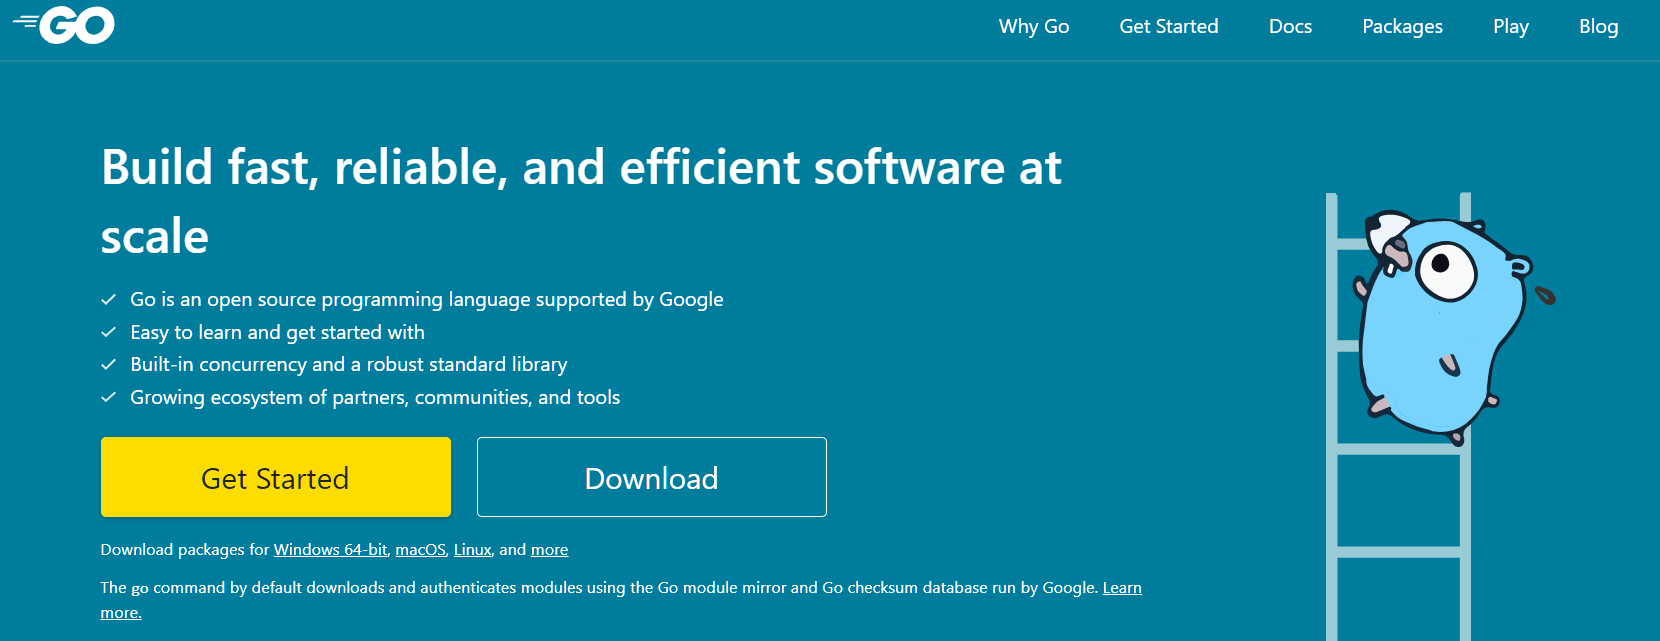 GO
Why Go Get Started Docs Packages Play Blog
Build fast, reliable, and efficient software at
scale
Go is an open source programming language supported by Google
Easy to learn and get started with
Built-in concurrency and a robust standard library
Growing ecosystem of partners, communities, and tools
Get Started Download
Download packages for Windows 64-bit, macOS, Linux, and more
The go command by default downloads and authenticates modules using the Go module mirror and Go checksum database run by Google. Learn
more.